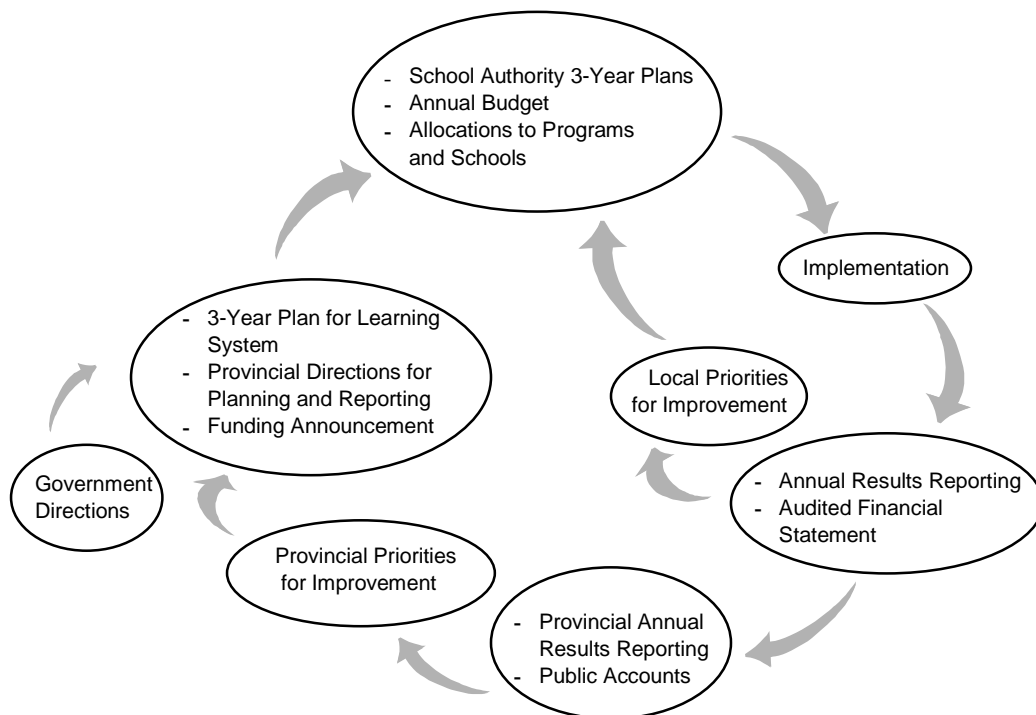 - School Authority 3-Year Plans
- Annual Budget
- Allocations to Programs
and Schools
Implementation
- 3-Year Plan for Learning
System
- Provincial Directions for
Planning and Reporting
- Funding Announcement
Local Priorities
for Improvement
Government
Directions
- Annual Results Reporting
- Audited Financial
Statement
Provincial Priorities
for Improvement
- Provincial Annual
Results Reporting
- Public Accounts